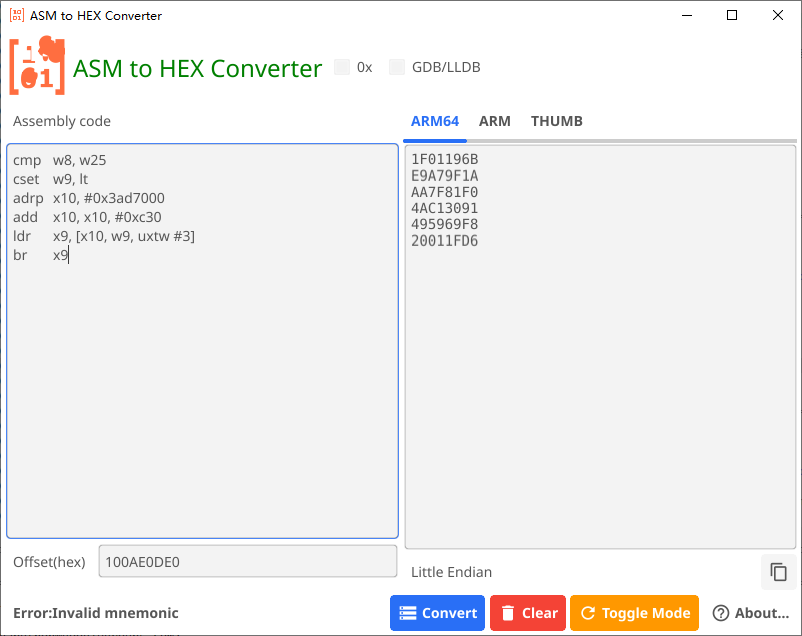 ASM to HEX Converter
ASM to HEX Converter
0x
GDB/LLDB
Assembly code
ARM64 ARM THUMB
cmp w8, w25
cset w9, lt
adrp x10, #0x3ad7000
add x10, x10, #0xc30
ldr x9, [x10, w9, uxtw #3]
br x9
1F01196B
E9A79F1A
AA7F81F0
4AC13091
495969F8
20011FD6
Offset(hex)
100AE0DE0
Little Endian
Error:Invalid mnemonic
Convert
Clear
Toggle Mode
About...